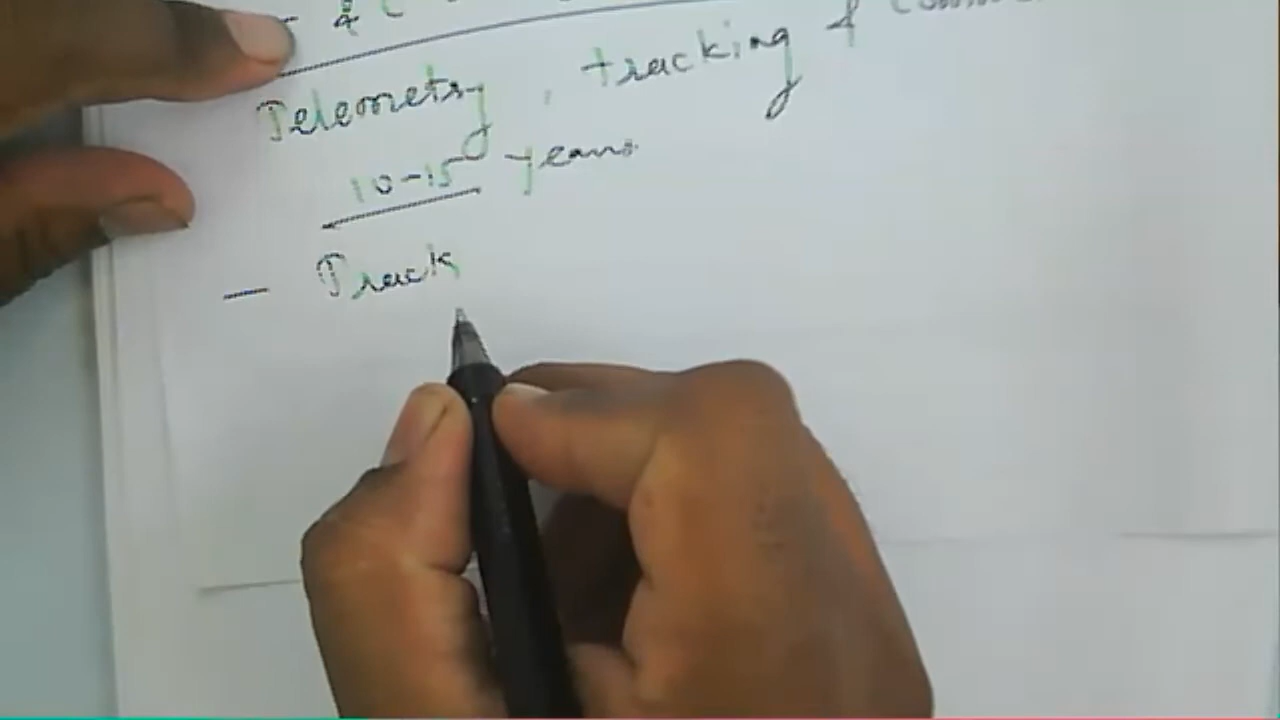 Telemetry, tracking &
10-15 years
- Track